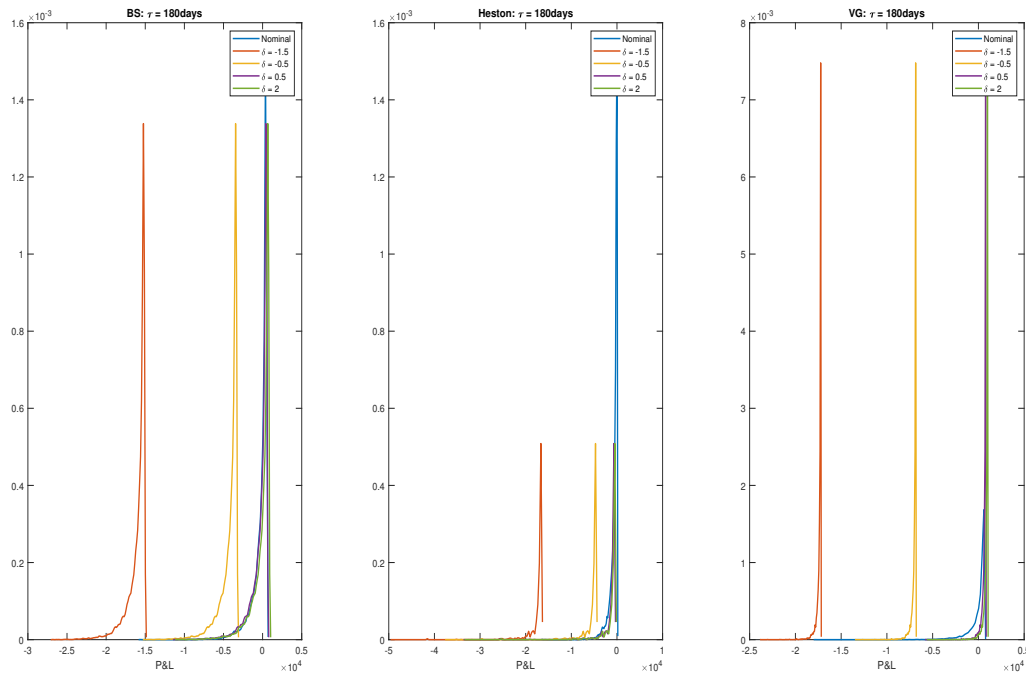 BS: τ = 180days
×10⁻³
1.6
1.4
1.2
1
0.8
0.6
0.4
0.2
0
-3
-2.5
-2
-1.5
-1
-0.5
0
0.5
×10⁴
P&L
Nominal
δ = -1.5
δ = -0.5
δ = 0.5
δ = 2
Heston: τ = 180days
×10⁻³
1.6
1.4
1.2
1
0.8
0.6
0.4
0.2
0
-5
-4
-3
-2
-1
0
1
×10⁴
P&L
Nominal
δ = -1.5
δ = -0.5
δ = 0.5
δ = 2
VG: τ = 180days
×10⁻³
8
7
6
5
4
3
2
1
0
-2.5
-2
-1.5
-1
-0.5
0
0.5
×10⁴
P&L
Nominal
δ = -1.5
δ = -0.5
δ = 0.5
δ = 2